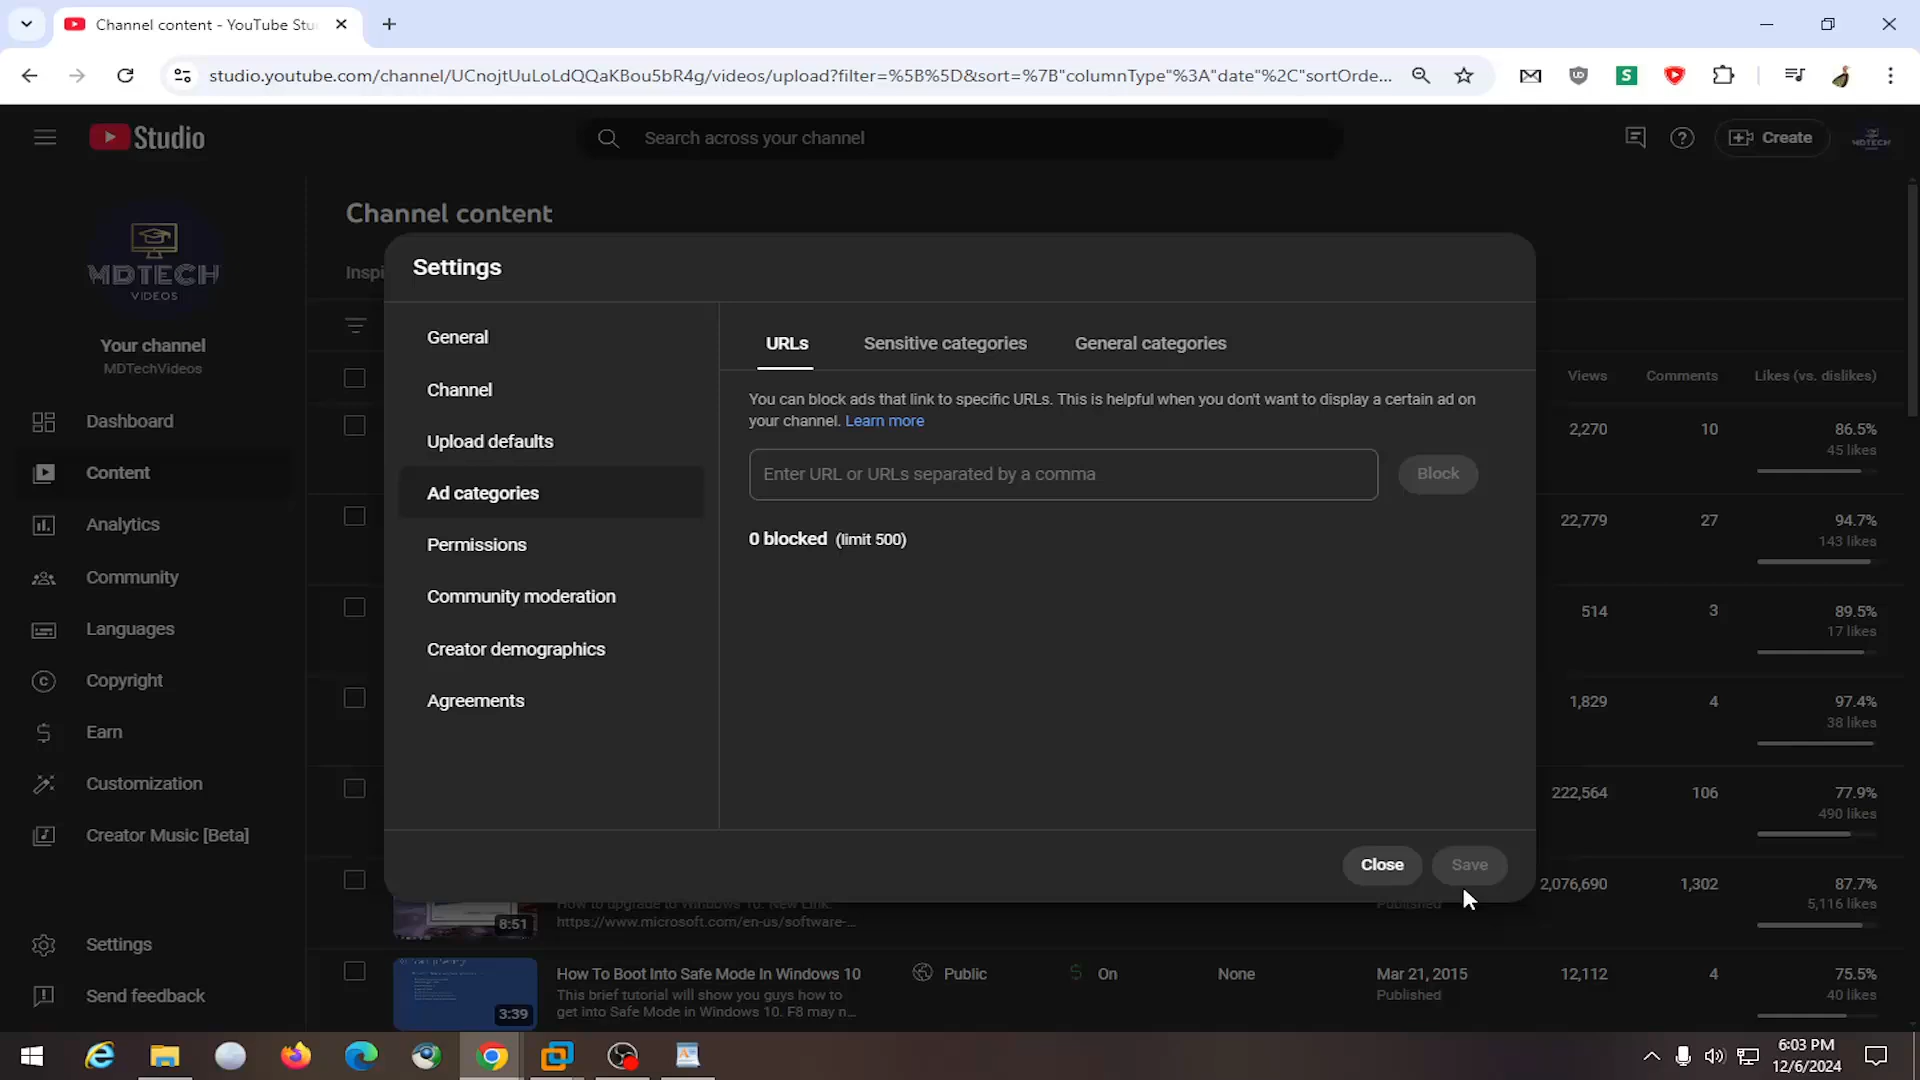 Channel content - YouTube Stu
studio.youtube.com/channel/UCnojtUuLoLdQQaKBou5bR4g/videos/upload?filter=%5B%5D&sort=%7B"columnType"%3A"date"%2C"sortOrde...
Studio
Search across your channel
Create
MDTECH
Channel content
Inspi
MDTECH
VIDEOS
Your channel
MDTechVideos
Dashboard
Content
Analytics
Community
Languages
Copyright
Earn
Customization
Creator Music [Beta]
Settings
Send feedback
Settings
General
Channel
Upload defaults
Ad categories
Permissions
Community moderation
Creator demographics
Agreements
URLs Sensitive categories General categories
You can block ads that link to specific URLs. This is helpful when you don't want to display a certain ad on
your channel. Learn more
Enter URL or URLs separated by a comma
Block
0 blocked (limit 500)
Close Save
Views Comments Likes (vs. dislikes)
2,270 10 86.5%
45 likes
22,779 27 94.7%
143 likes
514 3 89.5%
17 likes
1,829 4 97.4%
38 likes
222,564 106 77.9%
490 likes
2,076,690 1,302 87.7%
Published 5,116 likes
How to upgrade to Windows 10. New Link:
https://www.microsoft.com/en-us/software-...
8:51
How To Boot Into Safe Mode In Windows 10 Public On None Mar 21, 2015 12,112 4 75.5%
This brief tutorial will show you guys how to Published 40 likes
get into Safe Mode in Windows 10. F8 may n...
3:39
6:03 PM
12/6/2024